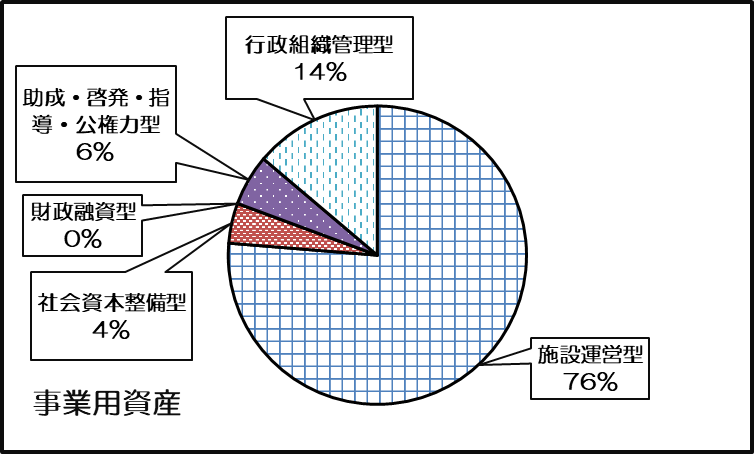 行政組織管理型
14%
助成・啓発・指
導・公権力型
6%
財政融資型
0%
社会資本整備型
4%
施設運営型
76%
事業用資産